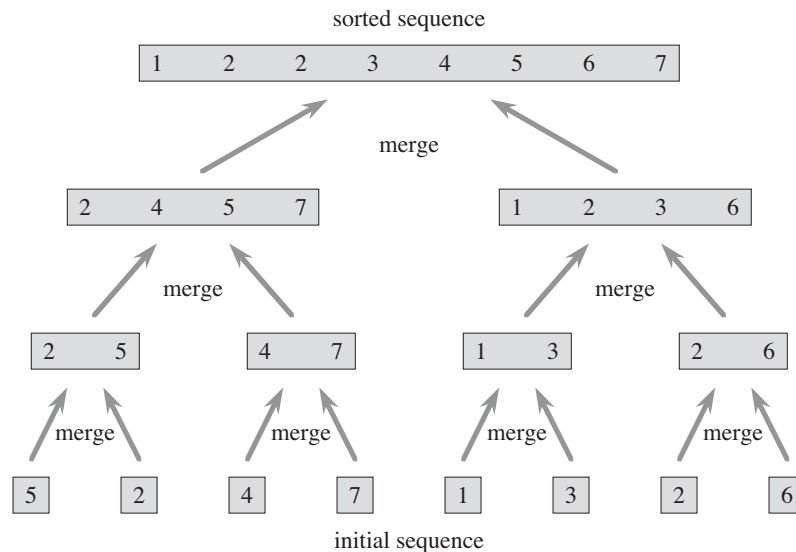 sorted sequence
1 2 2 3 4 5 6 7
merge
2 4 5 7
1 2 3 6
merge
merge
2 5
4 7
1 3
2 6
merge
merge
merge
merge
5
2
4
7
1
3
2
6
initial sequence